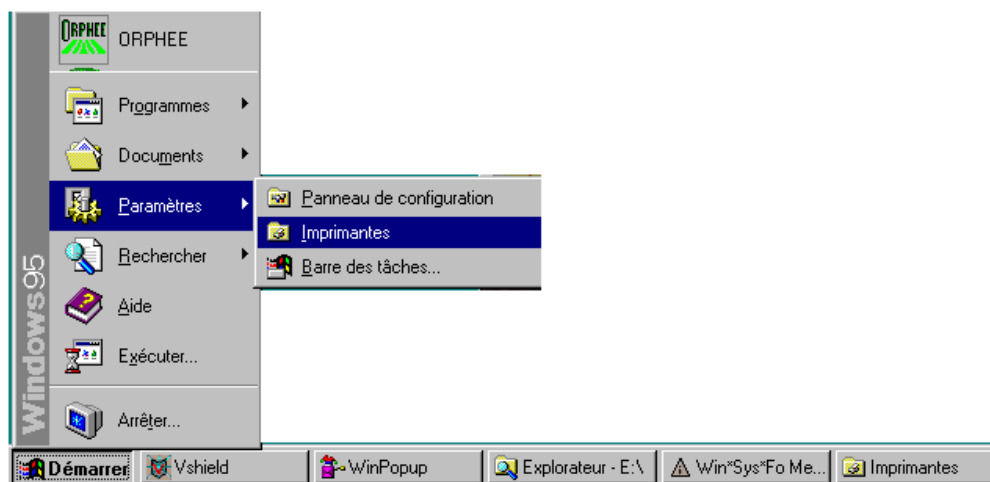 ORPHEE ORPHEE
Programmes
Documents
Paramètres
Panneau de configuration
Imprimantes
Barre des tâches...
Rechercher
Aide
Exécuter...
Arrêter...
Windows95
Démarrer Vshield WinPopup Explorateur - E:\ Win*Sys*Fo Me... Imprimantes